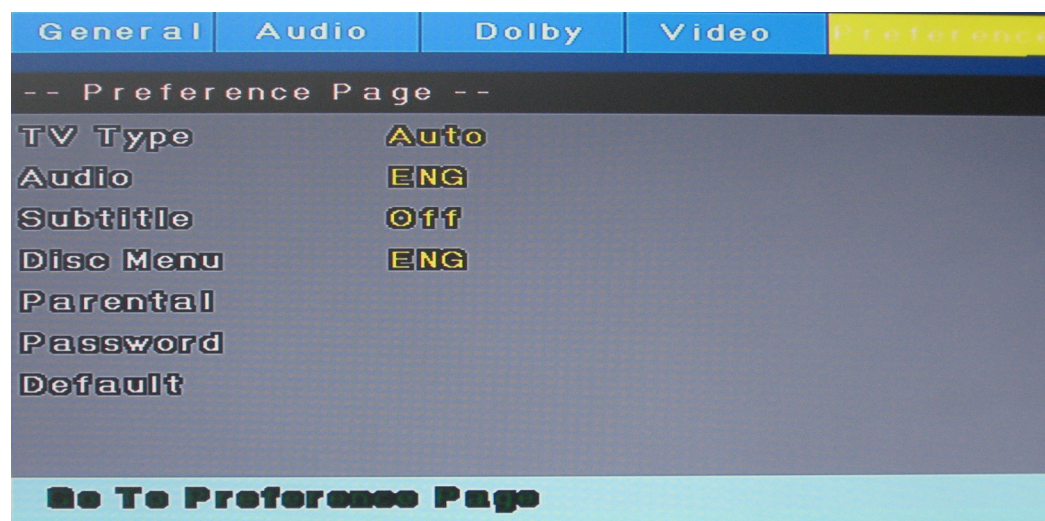 General Audio Dolby Video Preference
-- Preference Page --
TV Type Auto
Audio ENG
Subtitle Off
Disc Menu ENG
Parental
Password
Default
Go To Preference Page